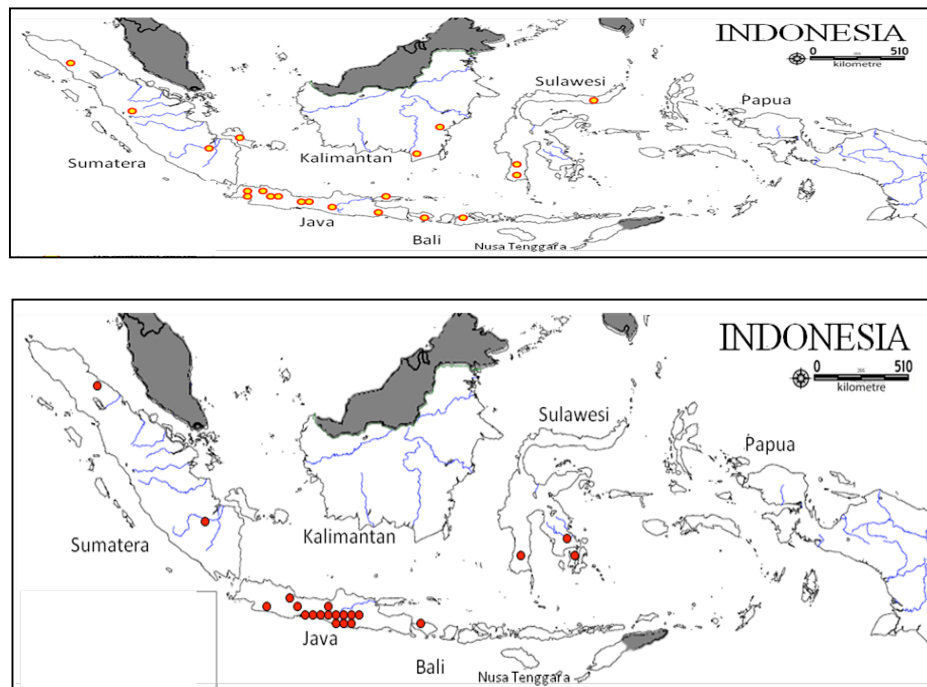 INDONESIA
0 510
kilometre
Sulawesi
Papua
Sumatera
Kalimantan
Java
Bali
Nusa Tenggara
INDONESIA
0 510
kilometre
Sulawesi
Papua
Kalimantan
Sumatera
Java
Bali
Nusa Tenggara